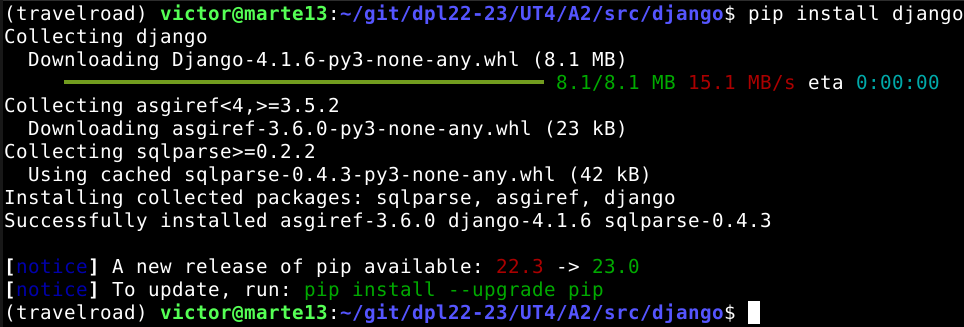 (travelroad) victor@marte13:~/git/dpl22-23/UT4/A2/src/django$ pip install django
Collecting django
  Downloading Django-4.1.6-py3-none-any.whl (8.1 MB)
     8.1/8.1 MB 15.1 MB/s eta 0:00:00
Collecting asgiref<4,>=3.5.2
  Downloading asgiref-3.6.0-py3-none-any.whl (23 kB)
Collecting sqlparse>=0.2.2
  Using cached sqlparse-0.4.3-py3-none-any.whl (42 kB)
Installing collected packages: sqlparse, asgiref, django
Successfully installed asgiref-3.6.0 django-4.1.6 sqlparse-0.4.3
[notice] A new release of pip available: 22.3 -> 23.0
[notice] To update, run: pip install --upgrade pip
(travelroad) victor@marte13:~/git/dpl22-23/UT4/A2/src/django$